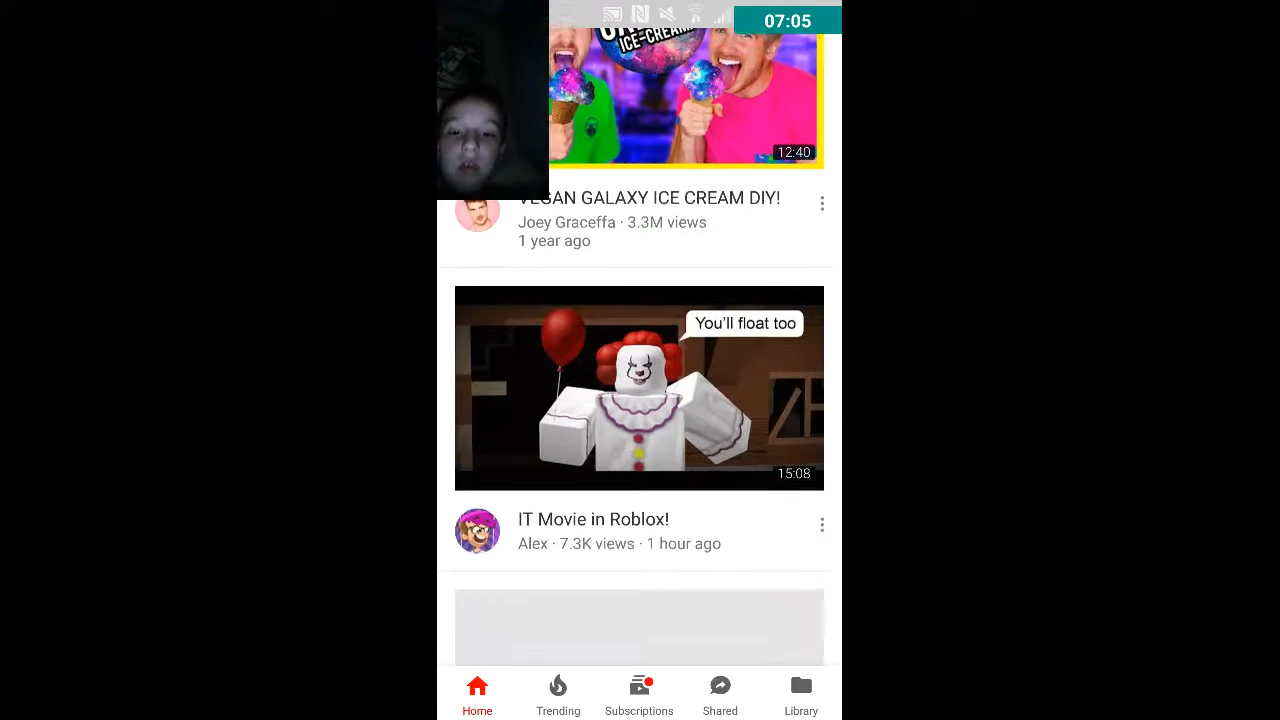 07:05
ICE-CREAM
12:40
VEGAN GALAXY ICE CREAM DIY!
Joey Graceffa · 3.3M views
1 year ago
You'll float too
15:08
IT Movie in Roblox!
Alex · 7.3K views · 1 hour ago
Home Trending Subscriptions Shared Library